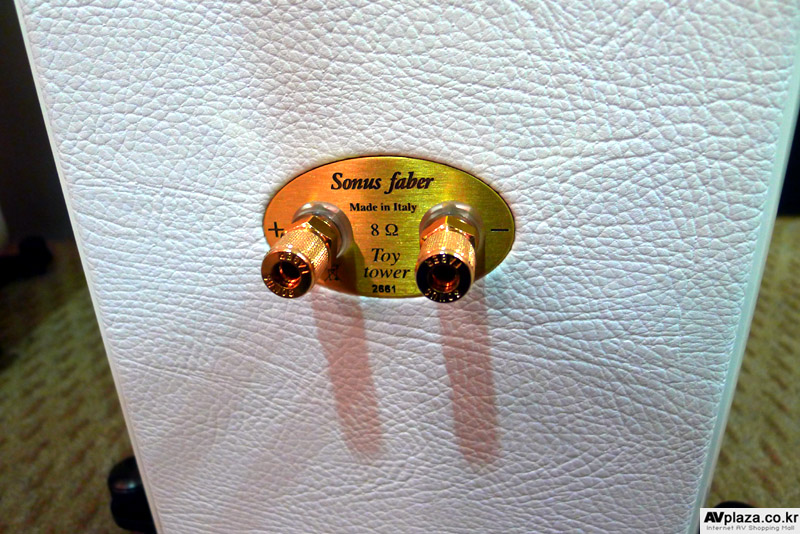 Sonus faber
Made in Italy
+ 8 Ω −
Toy
tower
2661
AVplaza.co.kr
Internet AV Shopping Mall